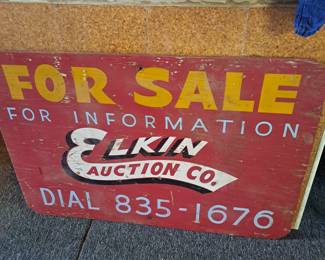 FOR SALE
FOR INFORMATION
ELKIN
AUCTION CO.
DIAL 835-1676